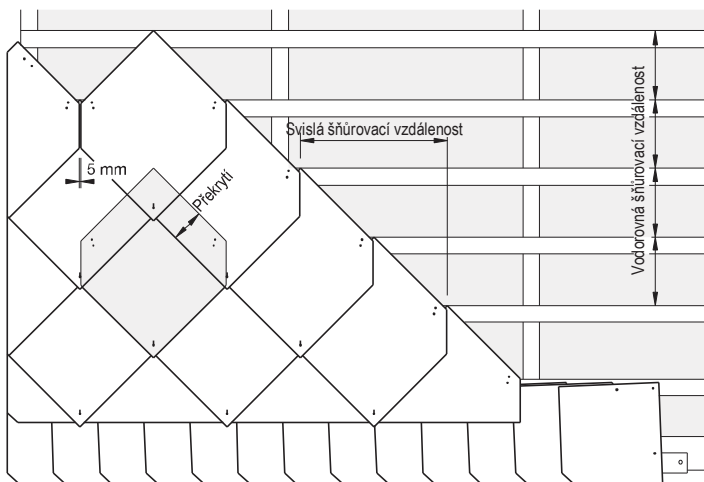 Svislá šňůrovací vzdálenost
Vodorovná šňůrovací vzdálenost
5 mm
Překrytí